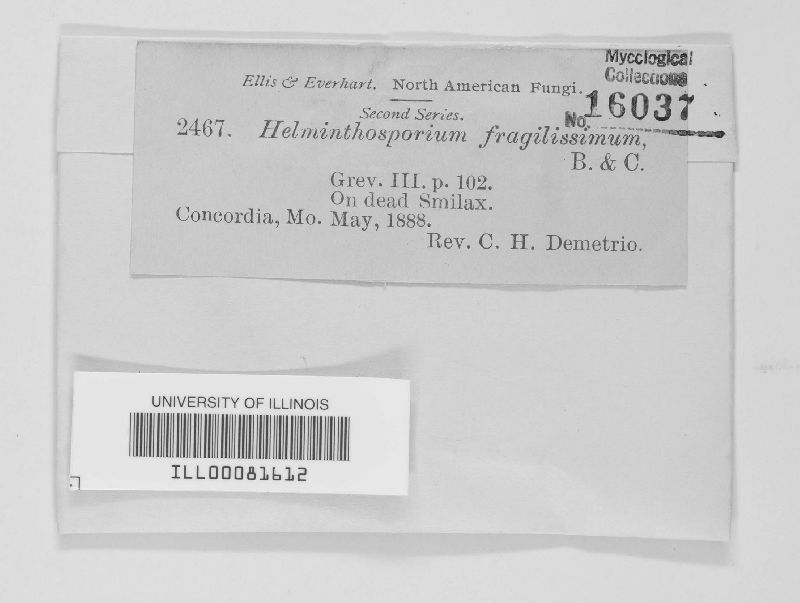 Ellis & Everhart. North American Fungi.
Mycological
Collections
No. 16037
Second Series.
2467. Helminthosporium fragilissimum,
B. & C.
Grev. III. p. 102.
On dead Smilax.
Concordia, Mo. May, 1888.
Rev. C. H. Demetrio.
UNIVERSITY OF ILLINOIS
ILL00081612